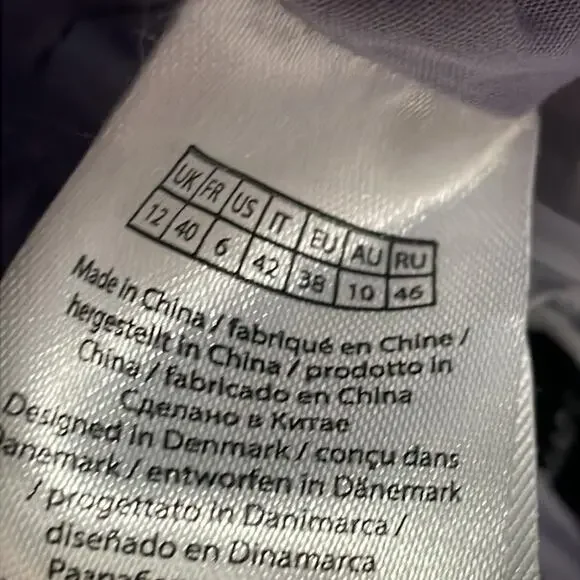 UK FR US IT EU AU RU
12 40 6 42 38 10 46
Made in China / fabriqué en Chine /
hergestellt in China / prodotto in
China / fabricado en China
Сделано в Китае
Designed in Denmark / conçu dans
Danemark / entworfen in Dänemark
/ progettato in Danimarca /
diseñado en Dinamarca